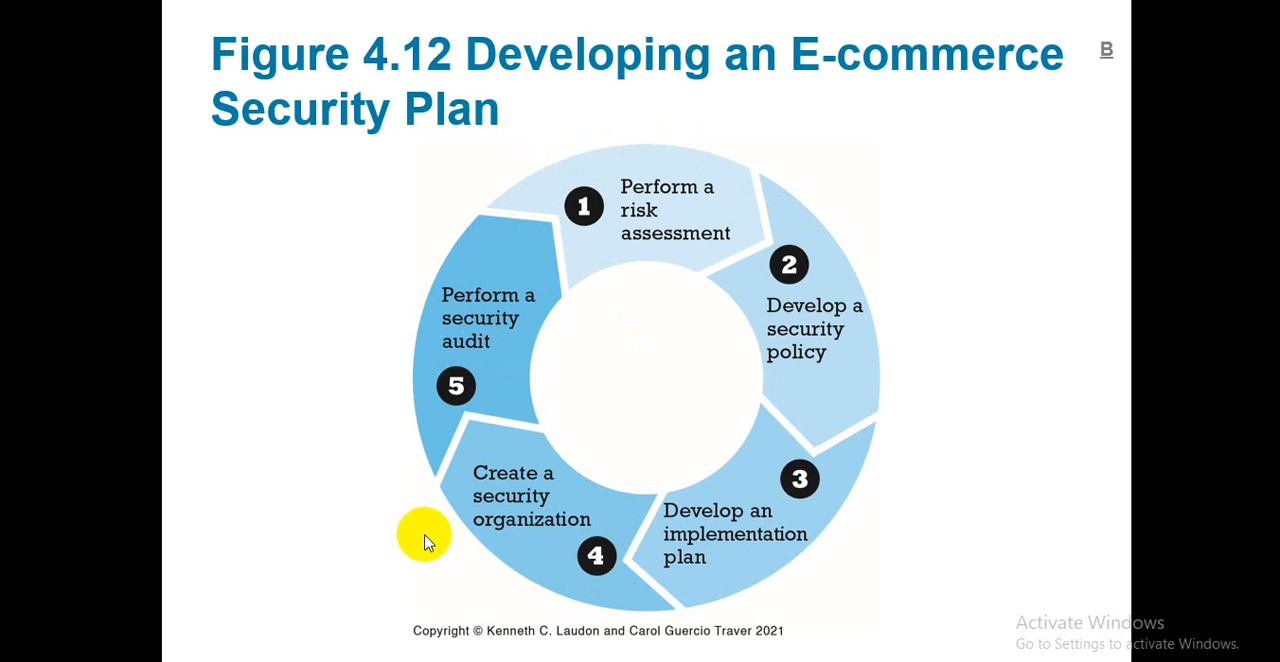 Figure 4.12 Developing an E-commerce
Security Plan
B
1
Perform a
risk
assessment
2
Develop a
security
policy
3
Develop an
implementation
plan
4
Create a
security
organization
5
Perform a
security
audit
Copyright © Kenneth C. Laudon and Carol Guercio Traver 2021
Activate Windows
Go to Settings to activate Windows.